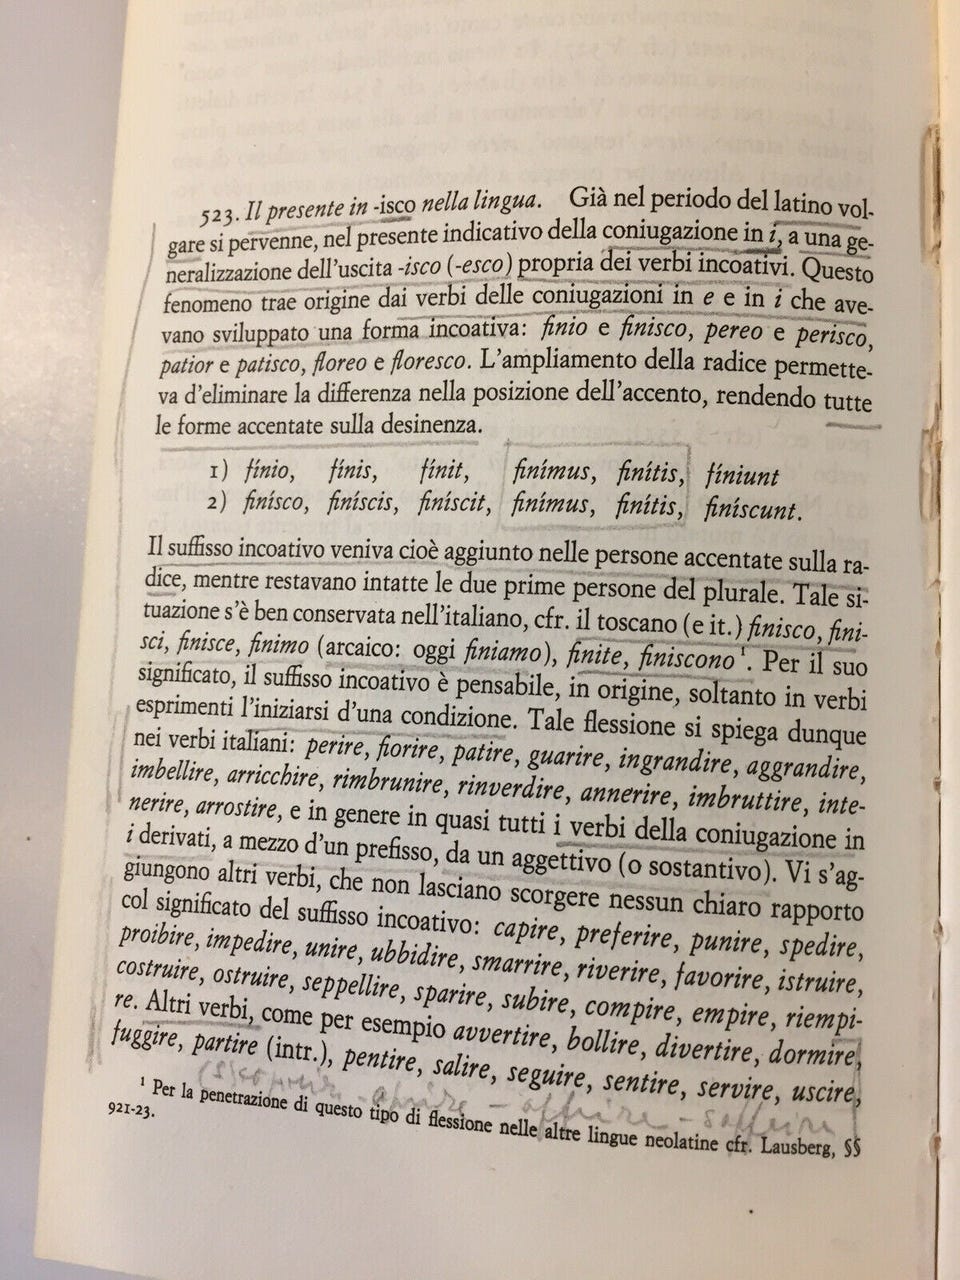 523. Il presente in -isco nella lingua. Già nel periodo del latino vol-
gare si pervenne, nel presente indicativo della coniugazione in í, a una ge-
neralizzazione dell'uscita -isco (-esco) propria dei verbi incoativi. Questo
fenomeno trae origine dai verbi delle coniugazioni in e e in i che ave-
vano sviluppato una forma incoativa: finio e finisco, pereo e perisco,
patior e patisco, floreo e floresco. L'ampliamento della radice permette-
va d'eliminare la differenza nella posizione dell'accento, rendendo tutte
le forme accentate sulla desinenza.
1) fínio, fínis, fínit, finímus, finítis, fíniunt
2) finísco, finíscis, finíscit, finímus, finítis, finíscunt.
Il suffisso incoativo veniva cioè aggiunto nelle persone accentate sulla ra-
dice, mentre restavano intatte le due prime persone del plurale. Tale si-
tuazione s'è ben conservata nell'italiano, cfr. il toscano (e it.) finisco, fini-
sci, finisce, finimo (arcaico: oggi finiamo), finite, finiscono¹. Per il suo
significato, il suffisso incoativo è pensabile, in origine, soltanto in verbi
esprimenti l'iniziarsi d'una condizione. Tale flessione si spiega dunque
nei verbi italiani: perire, fiorire, patire, guarire, ingrandire, aggrandire,
imbellire, arricchire, rimbrunire, rinverdire, annerire, imbruttire, inte-
nerire, arrostire, e in genere in quasi tutti i verbi della coniugazione in
i derivati, a mezzo d'un prefisso, da un aggettivo (o sostantivo). Vi s'ag-
giungono altri verbi, che non lasciano scorgere nessun chiaro rapporto
col significato del suffisso incoativo: capire, preferire, punire, spedire,
proibire, impedire, unire, ubbidire, smarrire, riverire, favorire, istruire,
costruire, ostruire, seppellire, sparire, subire, compire, empire, riempi-
re. Altri verbi, come per esempio avvertire, bollire, divertire, dormire,
fuggire, partire (intr.), pentire, salire, seguire, sentire, servire, uscire,
- aprire - offrire - soffrire
¹ Per la penetrazione di questo tipo di flessione nelle altre lingue neolatine cfr. Lausberg, §§
921-23.